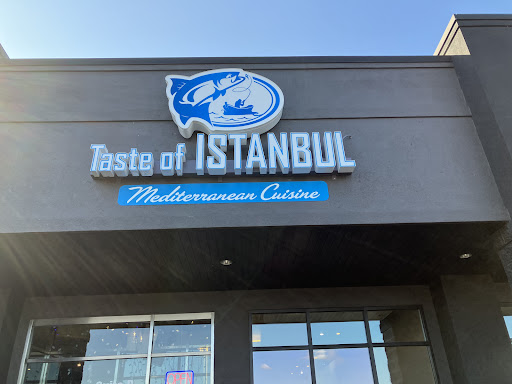 Taste of ISTANBUL
Mediterranean Cuisine